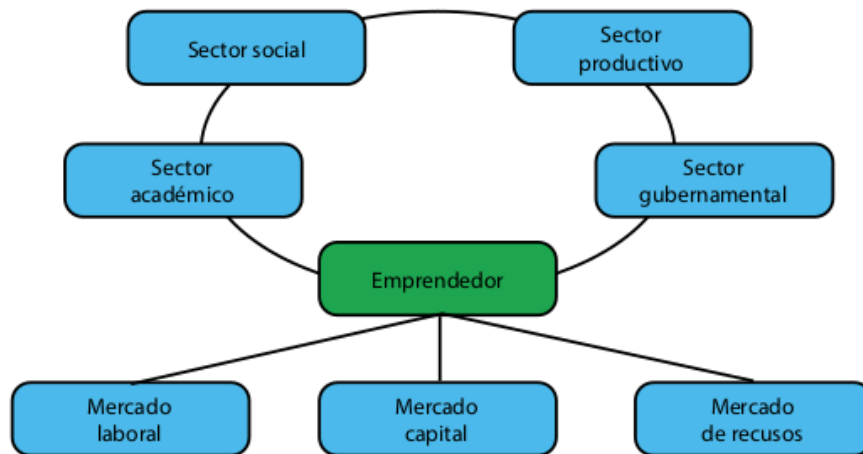 Sector social
Sector
productivo
Sector
académico
Sector
gubernamental
Emprendedor
Mercado
laboral
Mercado
capital
Mercado
de recusos